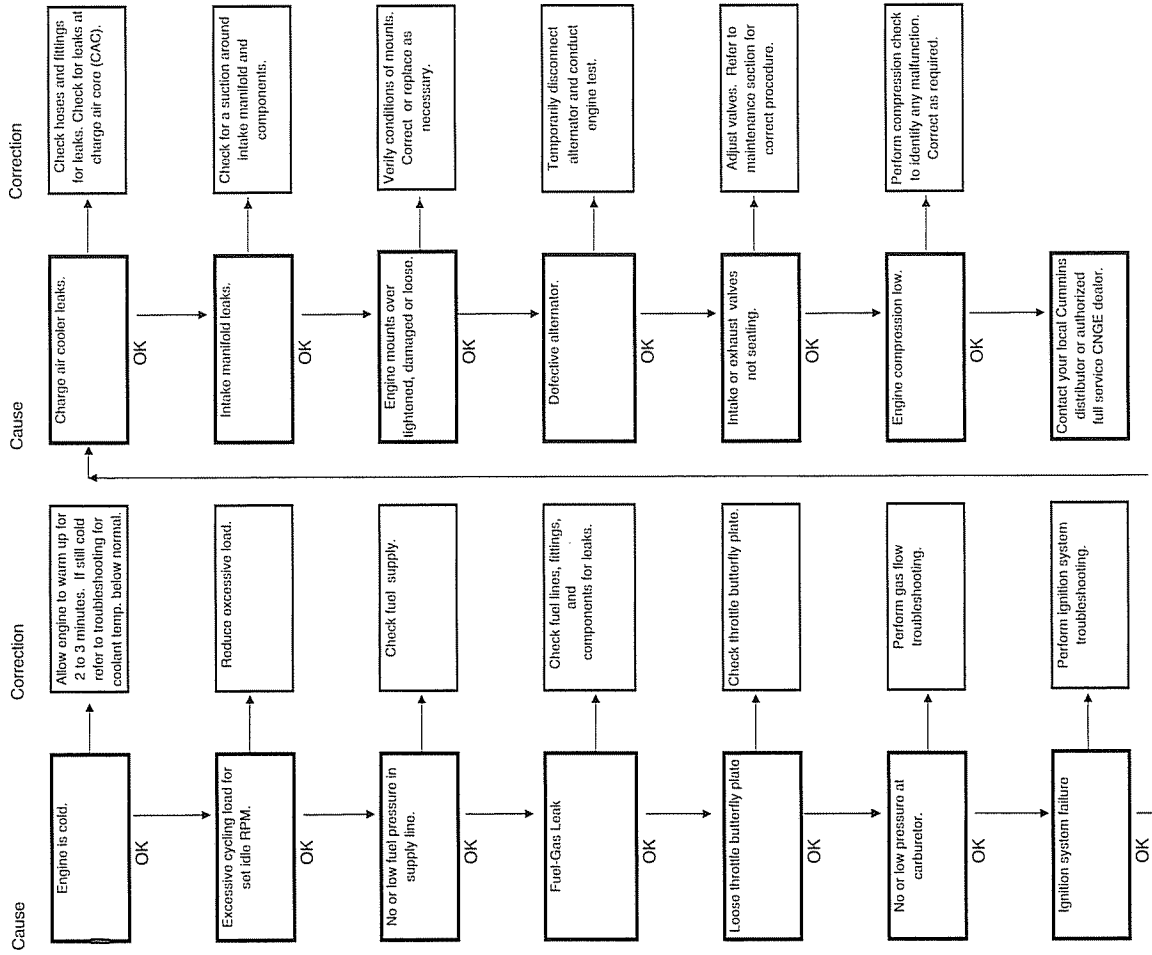 Cause
Correction
Engine is cold.
Allow engine to warm up for
2 to 3 minutes. If still cold
refer to troubleshooting for
coolant temp. below normal.
OK
Excessive cycling load for
set idle RPM.
Reduce excessive load.
OK
No or low fuel pressure in
supply line.
Check fuel supply.
OK
Fuel-Gas Leak
Check fuel lines, fittings,
and
components for leaks.
OK
Loose throttle butterfly plate
Check throttle butterfly plate.
OK
No or low pressure at
carburetor.
Perform gas flow
troubleshooting.
OK
Ignition system failure
Perform ignition system
troubleshooting.
OK
Cause
Correction
Charge air cooler leaks.
Check hoses and fittings
for leaks. Check for leaks at
charge air core (CAC).
OK
Intake manifold leaks.
Check for a suction around
intake manifold and
components.
OK
Engine mounts over
tightened, damaged or loose.
Verify conditions of mounts.
Correct or replace as
necessary.
OK
Defective alternator.
Temporarily disconnect
alternator and conduct
engine test.
OK
Intake or exhaust valves
not seating.
Adjust valves. Refer to
maintenance section for
correct procedure.
OK
Engine compression low.
Perform compression check
to identify any malfunction.
Correct as required.
OK
Contact your local Cummins
distributor or authorized
full service CNGE dealer.